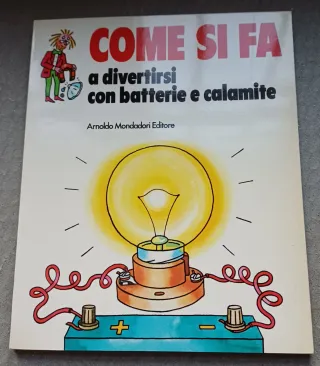 COME SI FA
a divertirsi
con batterie e calamite
Arnoldo Mondadori Editore
+ -